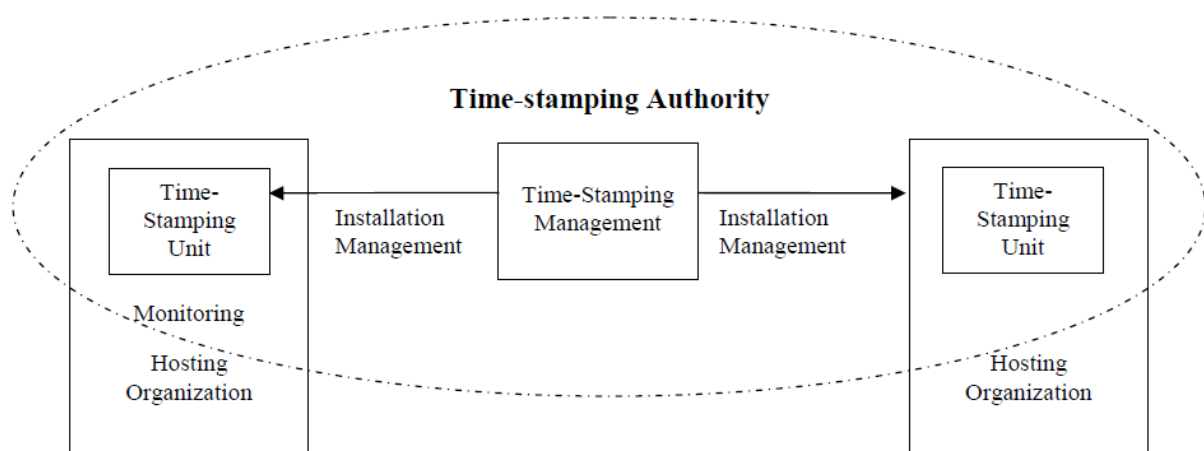 Time-stamping Authority
Time-
Stamping
Unit
Installation
Management
Time-Stamping
Management
Installation
Management
Time-
Stamping
Unit
Monitoring
Hosting
Organization
Hosting
Organization